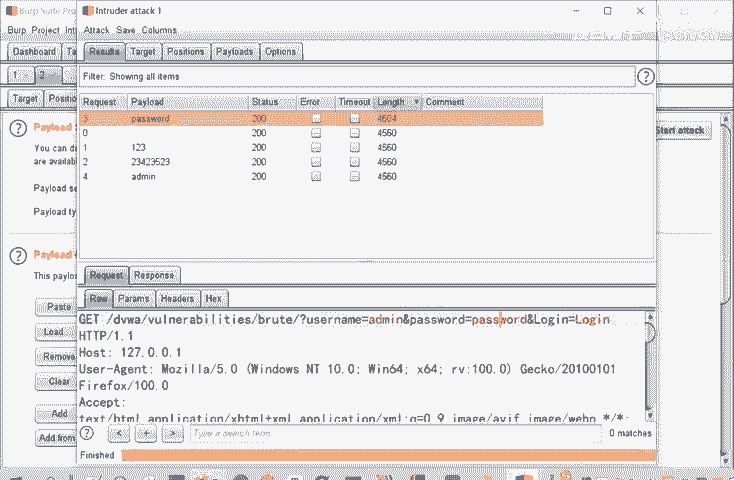 Burp Suite Pro
Intruder attack 1
Burp Project Int
Attack Save Columns
Dashboard Ta
Results Target Positions Payloads Options
Filter: Showing all items
1 2
Target Positio
Request Payload Status Error Timeout Length Comment
3 password 200 4604
0 200 4560
1 123 200 4560
2 23423523 200 4560
4 admin 200 4560
Payload
Start attack
You can d
are availab
Payload se
Payload ty
Payload
This payloa
Request Response
Paste
Load
Remove
Clear
Add
Add from
Raw Params Headers Hex
GET /dvwa/vulnerabilities/brute/?username=admin&password=password&Login=Login
HTTP/1.1
Host: 127.0.0.1
User-Agent: Mozilla/5.0 (Windows NT 10.0; Win64; x64; rv:100.0) Gecko/20100101
Firefox/100.0
Accept:
text/html,application/xhtml+xml,application/xml;q=0.9,image/avif,image/webp,*/*;
< + > Type a search term 0 matches
Finished